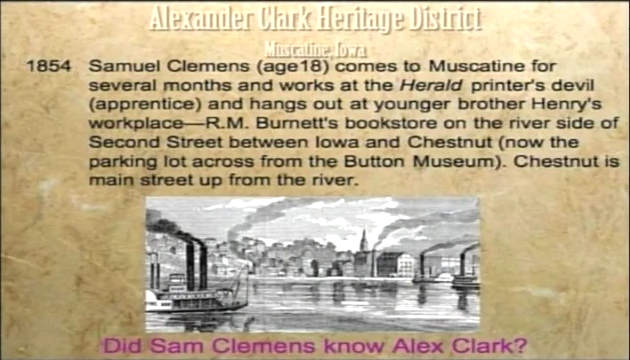 Alexander Clark Heritage District
Muscatine, Iowa
1854 Samuel Clemens (age18) comes to Muscatine for
several months and works at the Herald printer's devil
(apprentice) and hangs out at younger brother Henry's
workplace—R.M. Burnett's bookstore on the river side of
Second Street between Iowa and Chestnut (now the
parking lot across from the Button Museum). Chestnut is
main street up from the river.
Did Sam Clemens know Alex Clark?